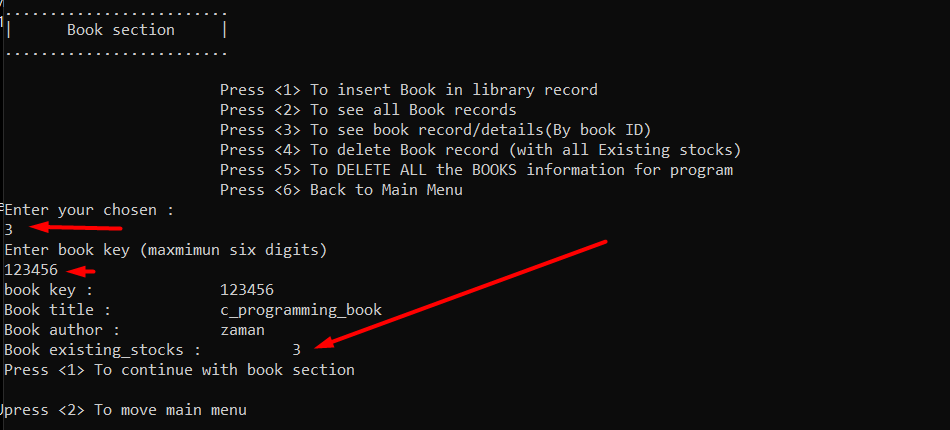 .........................
| Book section |
.........................
Press <1> To insert Book in library record
Press <2> To see all Book records
Press <3> To see book record/details(By book ID)
Press <4> To delete Book record (with all Existing stocks)
Press <5> To DELETE ALL the BOOKS information for program
Press <6> Back to Main Menu
Enter your chosen :
3
Enter book key (maxmimun six digits)
123456
book key : 123456
Book title : c_programming_book
Book author : zaman
Book existing_stocks : 3
Press <1> To continue with book section
press <2> To move main menu